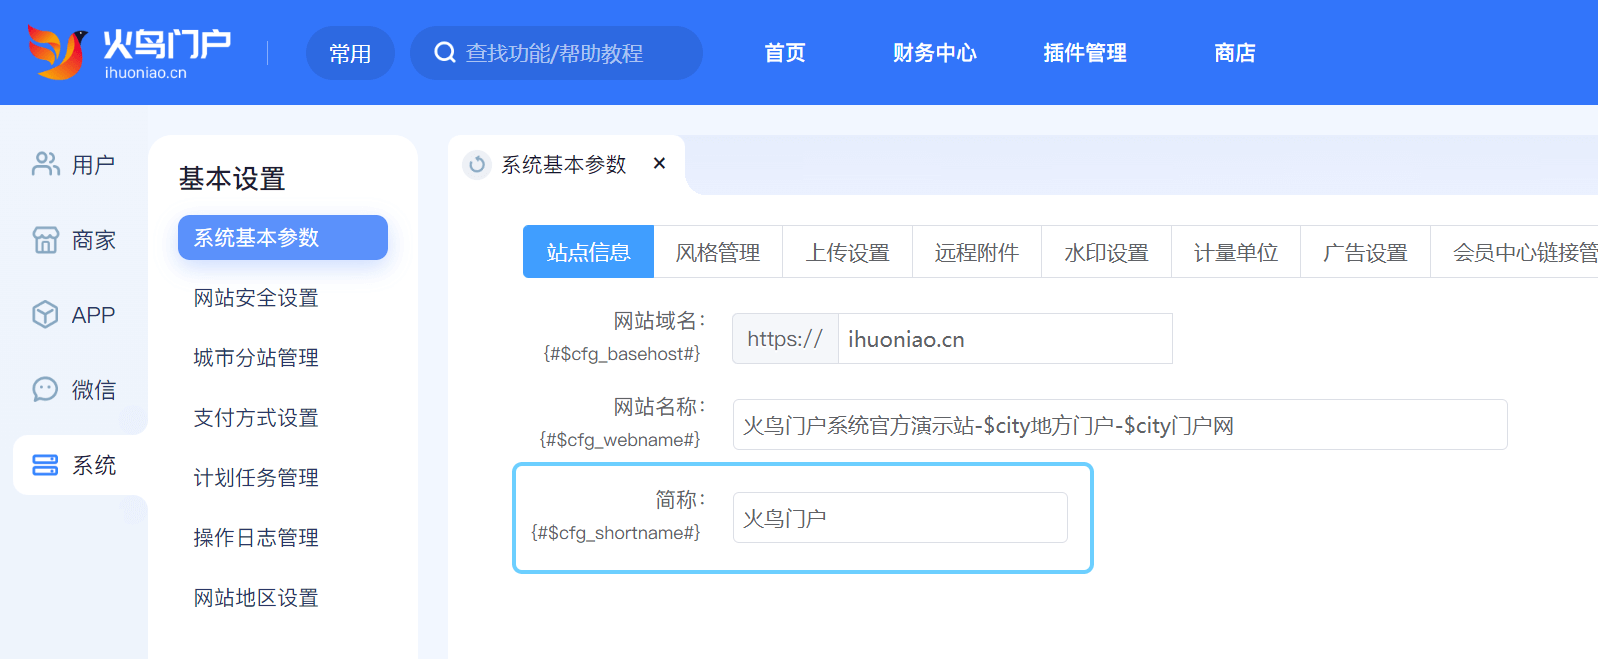 火鸟门户
ihuoniao.cn
常用
查找功能/帮助教程
首页
财务中心
插件管理
商店
用户
商家
APP
微信
系统
基本设置
系统基本参数
网站安全设置
城市分站管理
支付方式设置
计划任务管理
操作日志管理
网站地区设置
系统基本参数 ×
站点信息
风格管理
上传设置
远程附件
水印设置
计量单位
广告设置
会员中心链接管
网站域名：
{#$cfg_basehost#}
https://
ihuoniao.cn
网站名称：
{#$cfg_webname#}
火鸟门户系统官方演示站-$city地方门户-$city门户网
简称：
{#$cfg_shortname#}
火鸟门户